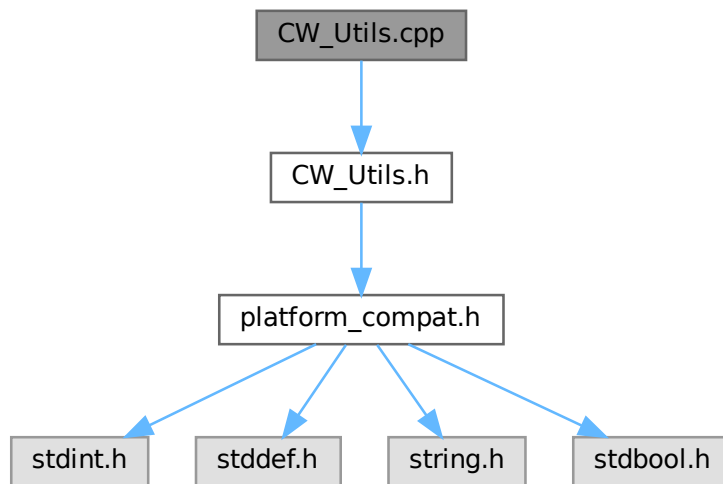 CW_Utils.cpp
CW_Utils.h
platform_compat.h
stdint.h
stddef.h
string.h
stdbool.h